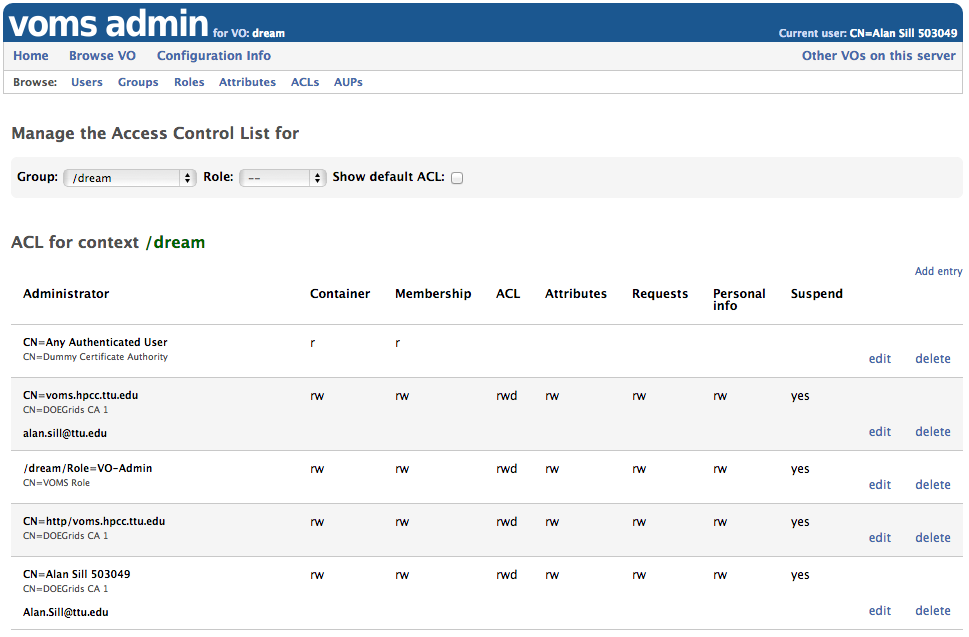 voms admin for VO: dream Current user: CN=Alan Sill 503049
Home Browse VO Configuration Info Other VOs on this server
Browse: Users Groups Roles Attributes ACLs AUPs
Manage the Access Control List for
Group: /dream Role: -- Show default ACL:
ACL for context /dream
Add entry
Administrator Container Membership ACL Attributes Requests Personal info Suspend
CN=Any Authenticated User r r
CN=Dummy Certificate Authority
edit delete
CN=voms.hpcc.ttu.edu rw rw rwd rw rw rw yes
CN=DOEGrids CA 1
alan.sill@ttu.edu edit delete
/dream/Role=VO-Admin rw rw rwd rw rw rw yes
CN=VOMS Role
edit delete
CN=http/voms.hpcc.ttu.edu rw rw rwd rw rw rw yes
CN=DOEGrids CA 1
edit delete
CN=Alan Sill 503049 rw rw rwd rw rw rw yes
CN=DOEGrids CA 1
Alan.Sill@ttu.edu edit delete